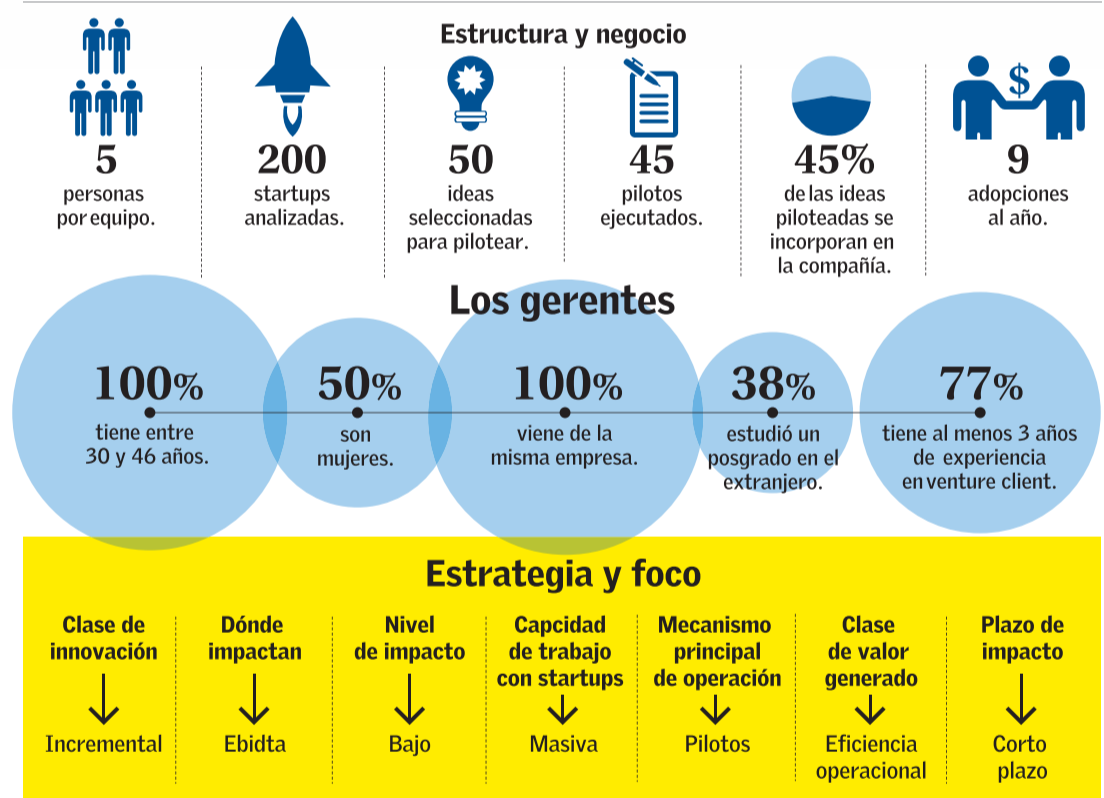 Estructura y negocio
5
personas
por equipo.
200
startups
analizadas.
50
ideas
seleccionadas
para pilotear.
45
pilotos
ejecutados.
45%
de las ideas
piloteadas se
incorporan en
la compañía.
$
9
adopciones
al año.
Los gerentes
100%
tiene entre
30 y 46 años.
50%
son
mujeres.
100%
viene de la
misma empresa.
38%
estudió un
posgrado en el
extranjero.
77%
tiene al menos 3 años
de experiencia
en venture client.
Estrategia y foco
Clase de
innovación
Incremental
Dónde
impactan
Ebidta
Nivel
de impacto
Bajo
Capcidad
de trabajo
con startups
Masiva
Mecanismo
principal
de operación
Pilotos
Clase
de valor
generado
Eficiencia
operacional
Plazo de
impacto
Corto
plazo